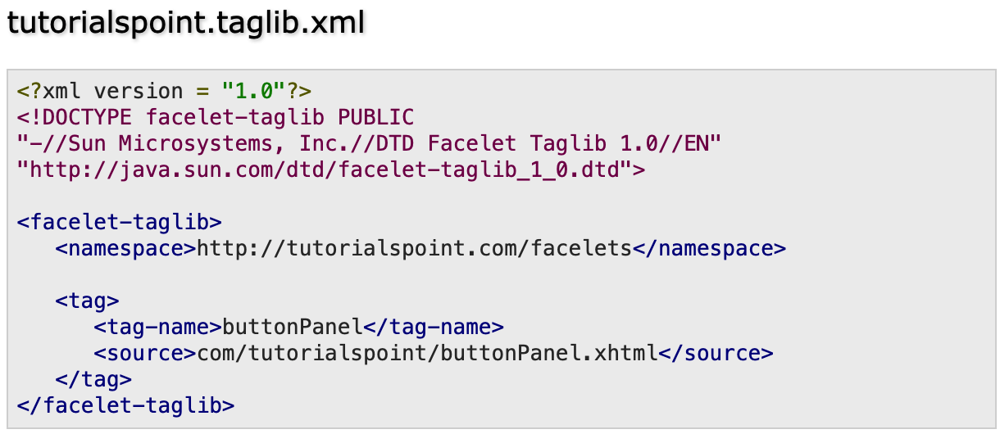 tutorialspoint.taglib.xml
<?xml version = "1.0"?>
<!DOCTYPE facelet-taglib PUBLIC
"-//Sun Microsystems, Inc.//DTD Facelet Taglib 1.0//EN"
"http://java.sun.com/dtd/facelet-taglib_1_0.dtd">

<facelet-taglib>
   <namespace>http://tutorialspoint.com/facelets</namespace>

   <tag>
      <tag-name>buttonPanel</tag-name>
      <source>com/tutorialspoint/buttonPanel.xhtml</source>
   </tag>
</facelet-taglib>